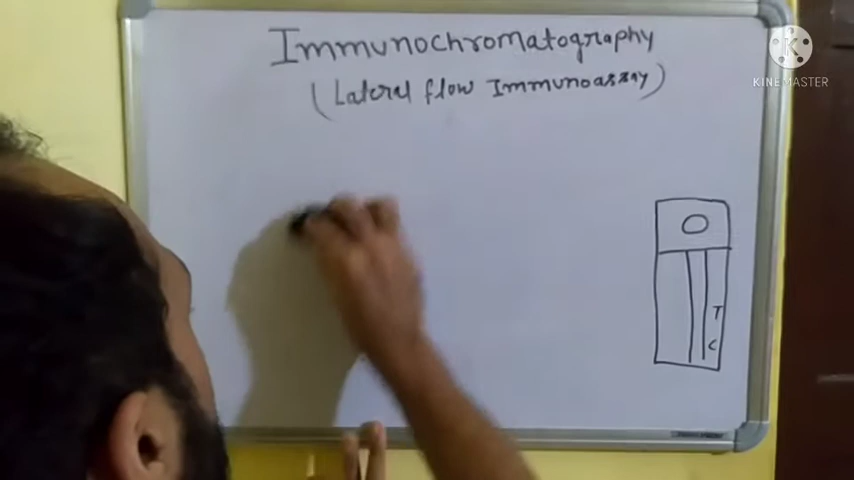 Immunochromatography
(Lateral flow Immunoassay)
K
KINEMASTER
T
C